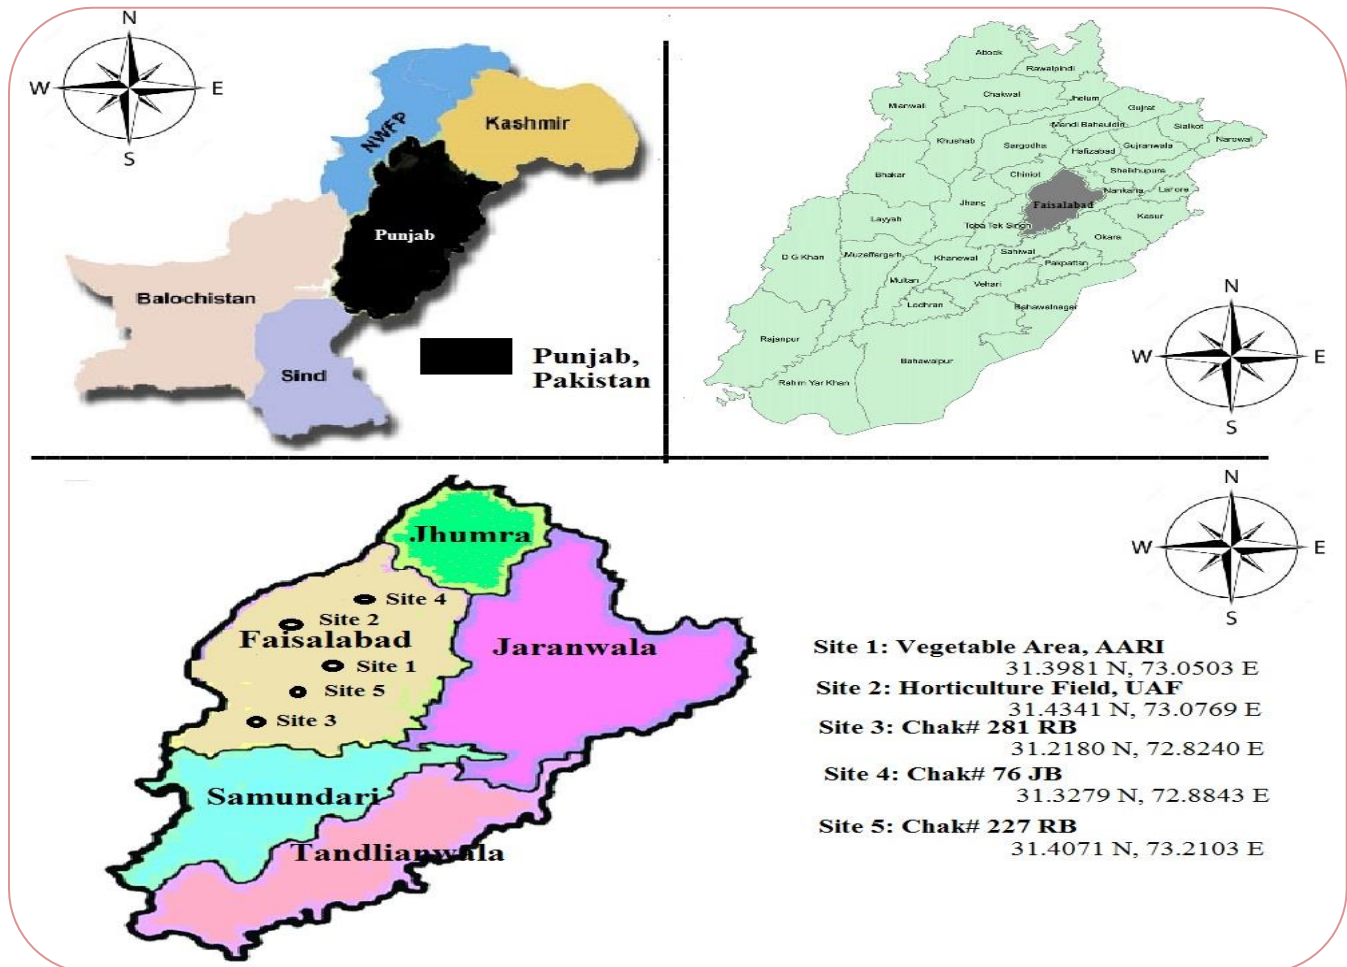 N
W
E
S
NWFP
Kashmir
Punjab
Balochistan
Sind
Punjab,
Pakistan
Attock
Rawalpindi
Chakwal
Jhelum
Mianwali
Gujrat
Mandi Bahauldin
Sialkot
Khushab
Sargodha
Narowal
Hafizabad
Gujranwala
Bhakar
Chiniot
Sheikhupura
Nankana
Lahore
Jhang
Faisalabad
Kasur
Layyah
Toba Tek Singh
Okara
D G Khan
Muzaffargarh
Khanewal
Sahiwal
Pakpattan
Multan
Vehari
Lodhran
Bahawalnagar
Rajanpur
Bahawalpur
Rahim Yar Khan
N
W
E
S
Jhumra
Site 4
Site 2
Faisalabad
Jaranwala
Site 1
Site 5
Site 3
Samundari
Tandlianwala
N
W
E
S
Site 1: Vegetable Area, AARI
31.3981 N, 73.0503 E
Site 2: Horticulture Field, UAF
31.4341 N, 73.0769 E
Site 3: Chak# 281 RB
31.2180 N, 72.8240 E
Site 4: Chak# 76 JB
31.3279 N, 72.8843 E
Site 5: Chak# 227 RB
31.4071 N, 73.2103 E